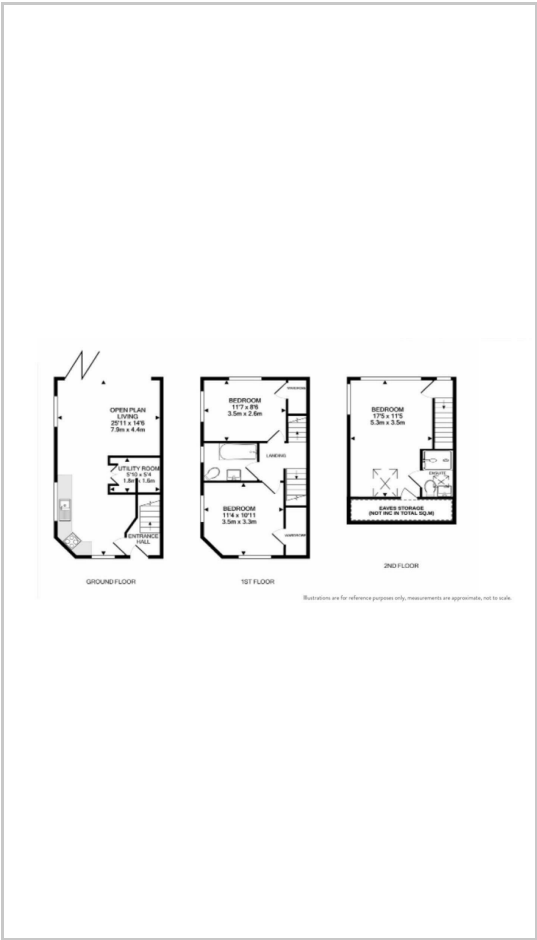 OPEN PLAN
LIVING
25'11 x 14'6
7.9m x 4.4m
UTILITY ROOM
5'10 x 5'4
1.8m x 1.6m
ENTRANCE
HALL
GROUND FLOOR
BEDROOM
11'7 x 8'6
3.5m x 2.6m
WARDROBE
LANDING
BEDROOM
11'4 x 10'11
3.5m x 3.3m
WARDROBE
1ST FLOOR
BEDROOM
17'5 x 11'5
5.3m x 3.5m
ENSUITE
EAVES STORAGE
(NOT INC IN TOTAL SQ.M)
2ND FLOOR
Illustrations are for reference purposes only, measurements are approximate, not to scale.